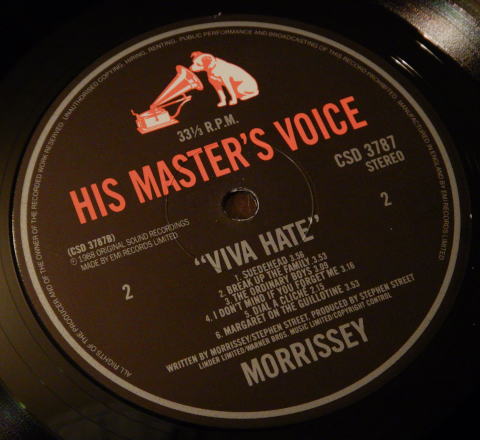 UNAUTHORISED COPYING, HIRING, RENTING, PUBLIC PERFORMANCE AND BROADCASTING OF THIS RECORD PROHIBITED.
MANUFACTURED IN ENGLAND BY EMI RECORDS LIMITED
ALL RIGHTS OF THE PRODUCER AND OF THE OWNER OF THE RECORDED WORK RESERVED.
33⅓ R.P.M.
HIS MASTER'S VOICE
CSD 3787
STEREO
(CSD 3787B)
℗ 1988 ORIGINAL SOUND RECORDINGS
MADE BY EMI RECORDS LIMITED
2
2
"VIVA HATE"
1. SUEDEHEAD 3.56
2. BREAK UP THE FAMILY 3.53
3. THE ORDINARY BOYS 3.09
4. I DON'T MIND IF YOU FORGET ME 3.16
5. DIAL A CLICHÉ 2.15
6. MARGARET ON THE GUILLOTINE 3.53
WRITTEN BY MORRISSEY/STEPHEN STREET. PRODUCED BY STEPHEN STREET
LINDER LIMITED/WARNER BROS. MUSIC LIMITED/COPYRIGHT CONTROL
MORRISSEY